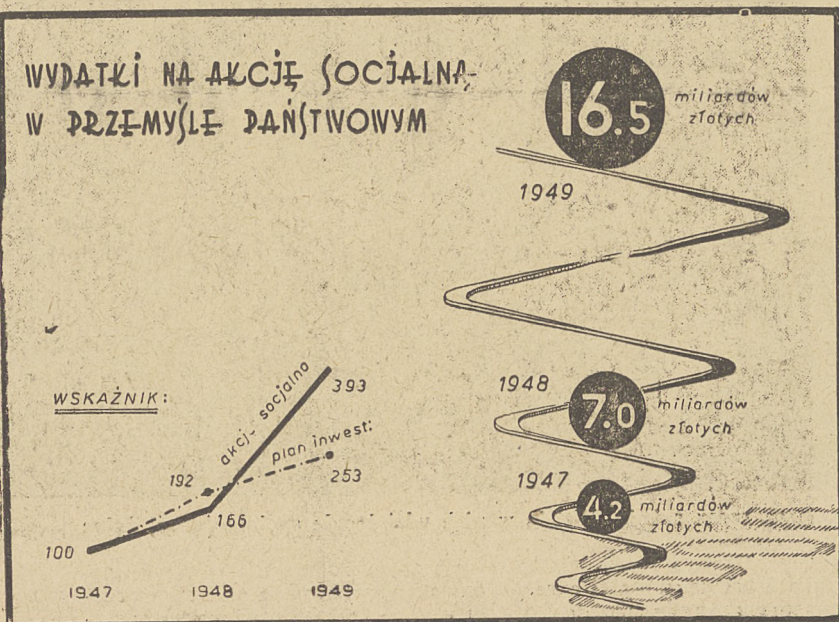 WYDATKI NA AKCJĘ SOCJALNĄ
W PRZEMYŚLE PAŃSTWOWYM
16.5 miliardów
złotych
1949
1948
7.0 miliardów
złotych
1947
4.2 miliardów
złotych
WSKAŹNIK:
akcj- socjalna
393
plan inwest:
253
192
166
100
1947 1948 1949